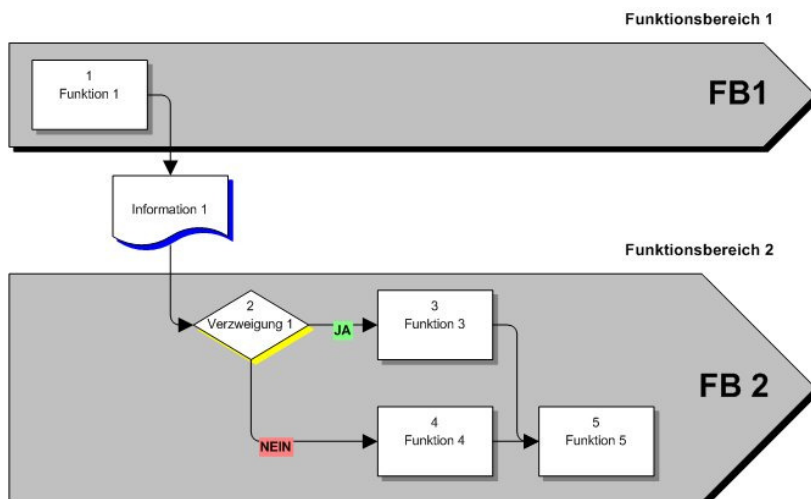 Funktionsbereich 1
1
Funktion 1
FB1
Information 1
Funktionsbereich 2
2
Verzweigung 1
JA
3
Funktion 3
FB 2
NEIN
4
Funktion 4
5
Funktion 5